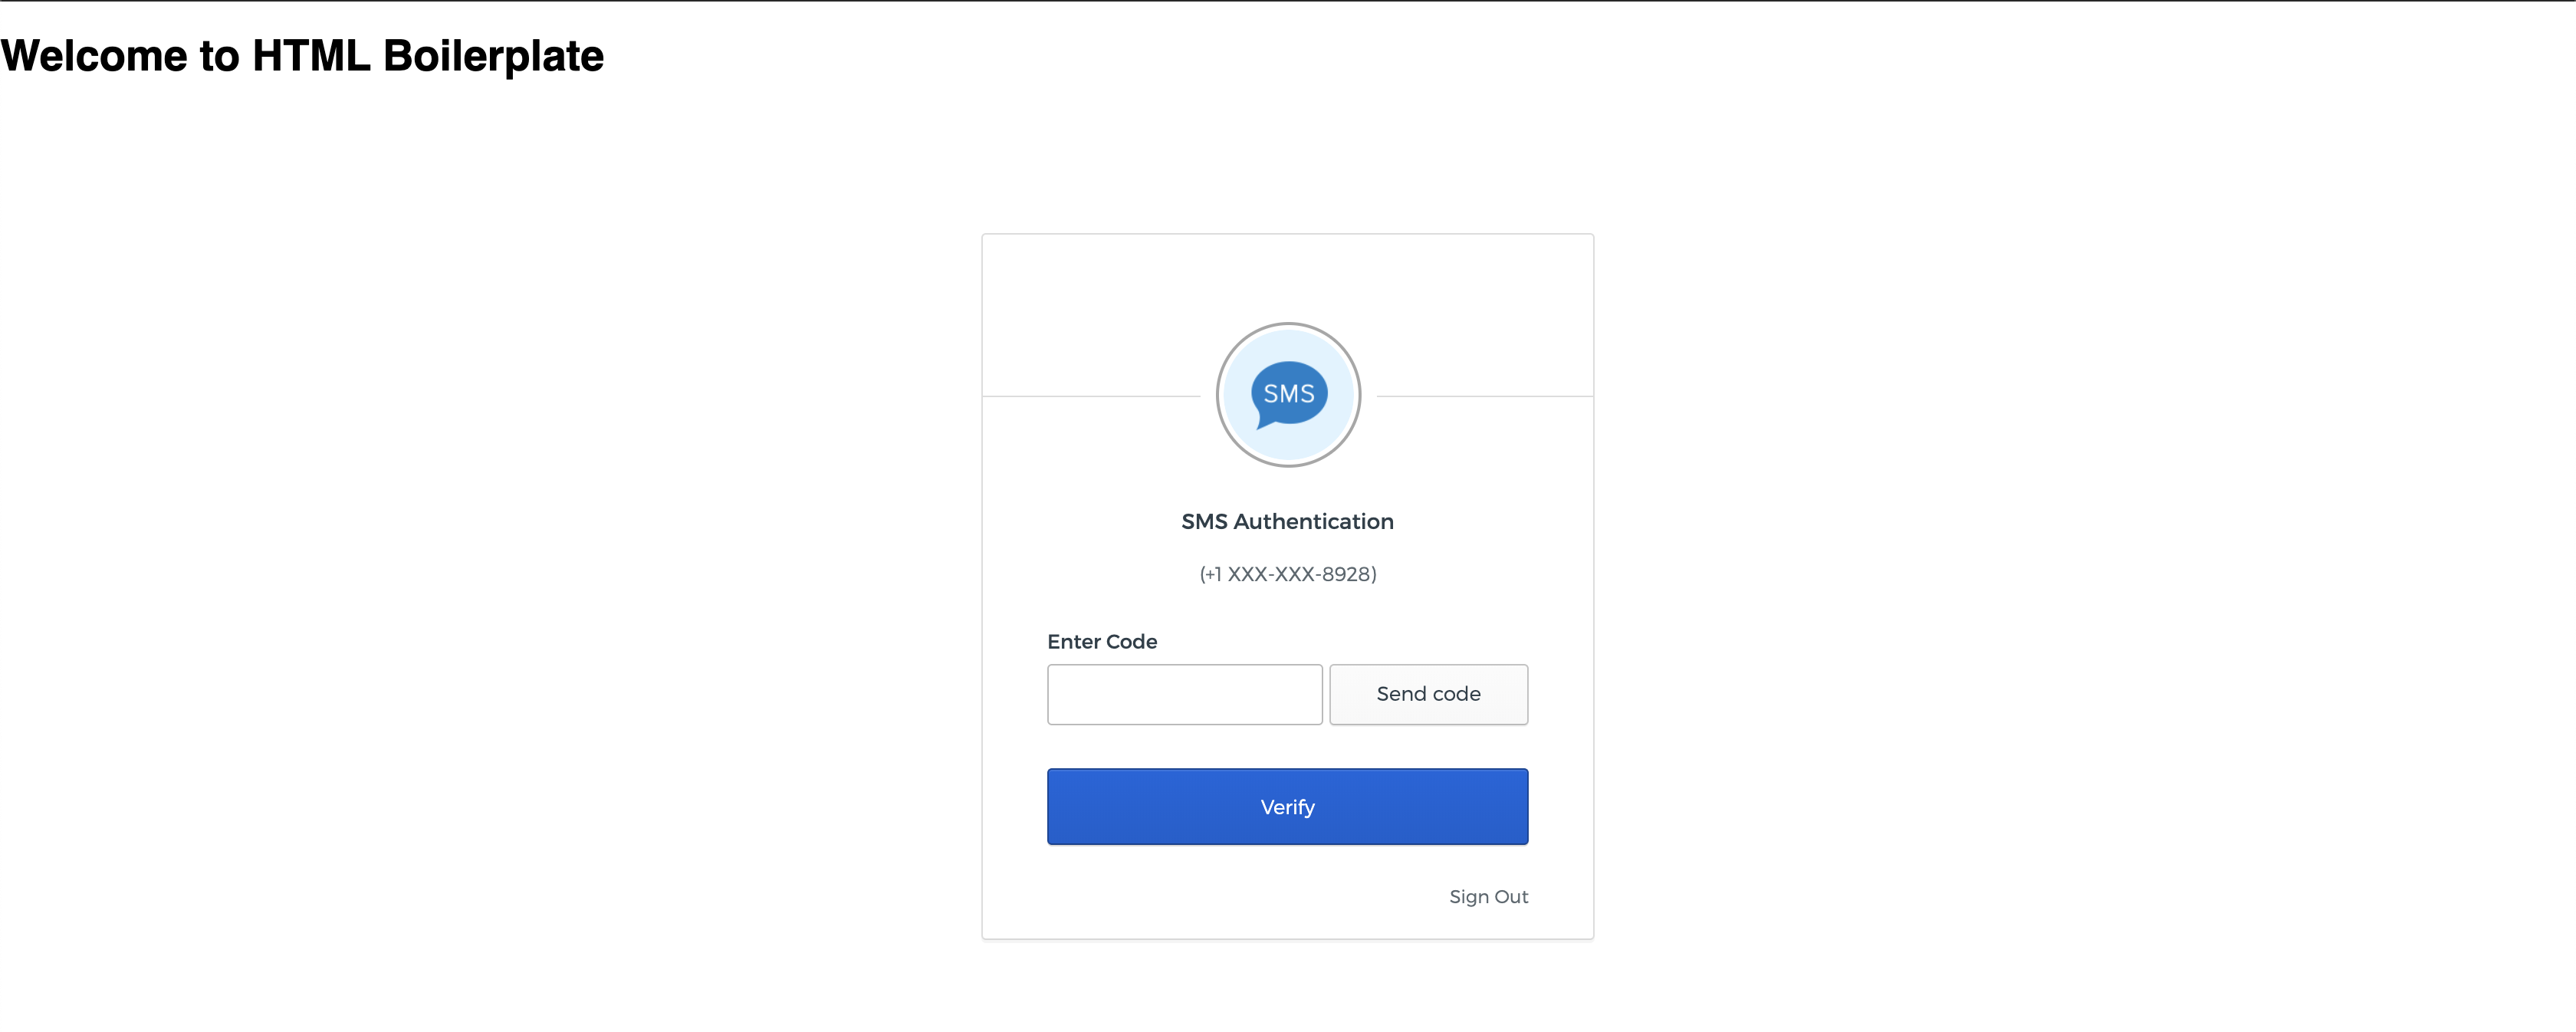 Welcome to HTML Boilerplate
SMS
SMS Authentication
(+1 XXX-XXX-8928)
Enter Code
Send code
Verify
Sign Out